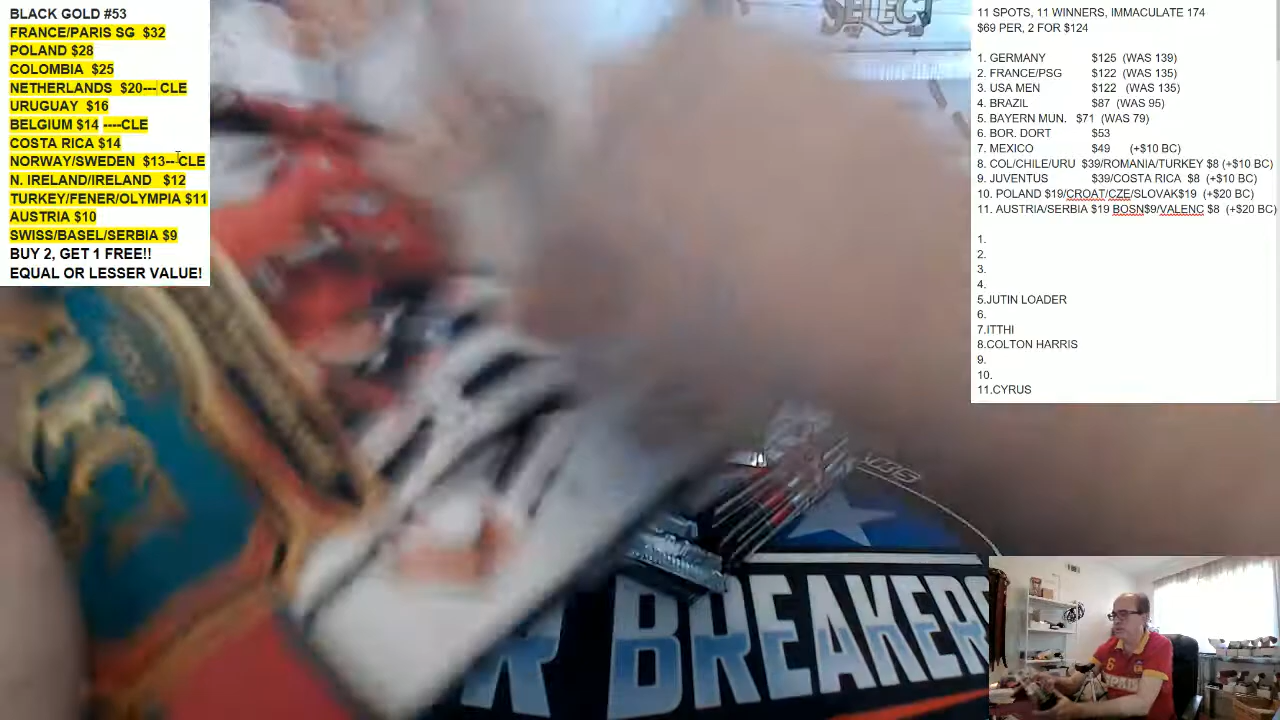 BLACK GOLD #53
FRANCE/PARIS SG $32
POLAND $28
COLOMBIA $25
NETHERLANDS $20--- CLE
URUGUAY $16
BELGIUM $14 ----CLE
COSTA RICA $14
NORWAY/SWEDEN $13---CLE
N. IRELAND/IRELAND $12
TURKEY/FENER/OLYMPIA $11
AUSTRIA $10
SWISS/BASEL/SERBIA $9
BUY 2, GET 1 FREE!!
EQUAL OR LESSER VALUE!
SELECT
11 SPOTS, 11 WINNERS, IMMACULATE 174
$69 PER, 2 FOR $124
1. GERMANY $125 (WAS 139)
2. FRANCE/PSG $122 (WAS 135)
3. USA MEN $122 (WAS 135)
4. BRAZIL $87 (WAS 95)
5. BAYERN MUN. $71 (WAS 79)
6. BOR. DORT $53
7. MEXICO $49 (+$10 BC)
8. COL/CHILE/URU $39/ROMANIA/TURKEY $8 (+$10 BC)
9. JUVENTUS $39/COSTA RICA $8 (+$10 BC)
10. POLAND $19/CROAT/CZE/SLOVAK$19 (+$20 BC)
11. AUSTRIA/SERBIA $19 BOSN$9/VALENC $8 (+$20 BC)
1.
2.
3.
4.
5.JUTIN LOADER
6.
7.ITTHI
8.COLTON HARRIS
9.
10.
11.CYRUS
R BREAKERS
6